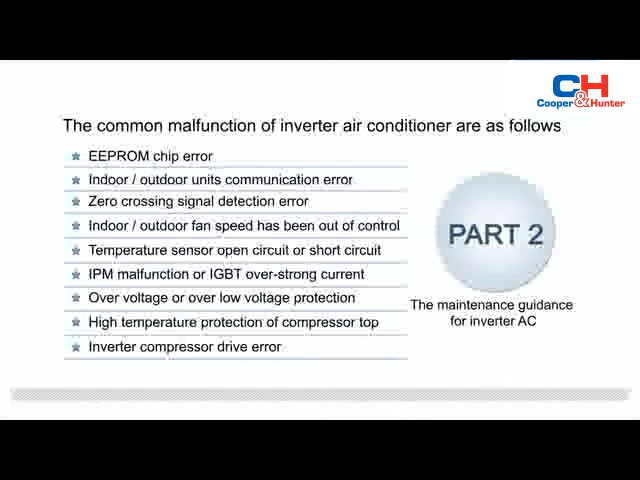 CH
Cooper&Hunter
The common malfunction of inverter air conditioner are as follows
EEPROM chip error
Indoor / outdoor units communication error
Zero crossing signal detection error
Indoor / outdoor fan speed has been out of control
Temperature sensor open circuit or short circuit
IPM malfunction or IGBT over-strong current
Over voltage or over low voltage protection
High temperature protection of compressor top
Inverter compressor drive error
PART 2
The maintenance guidance
for inverter AC